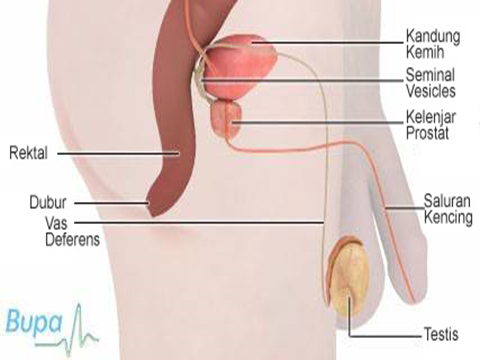 Kandung
Kemih
Seminal
Vesicles
Kelenjar
Prostat
Rektal
Dubur
Vas
Deferens
Saluran
Kencing
Testis
Bupa